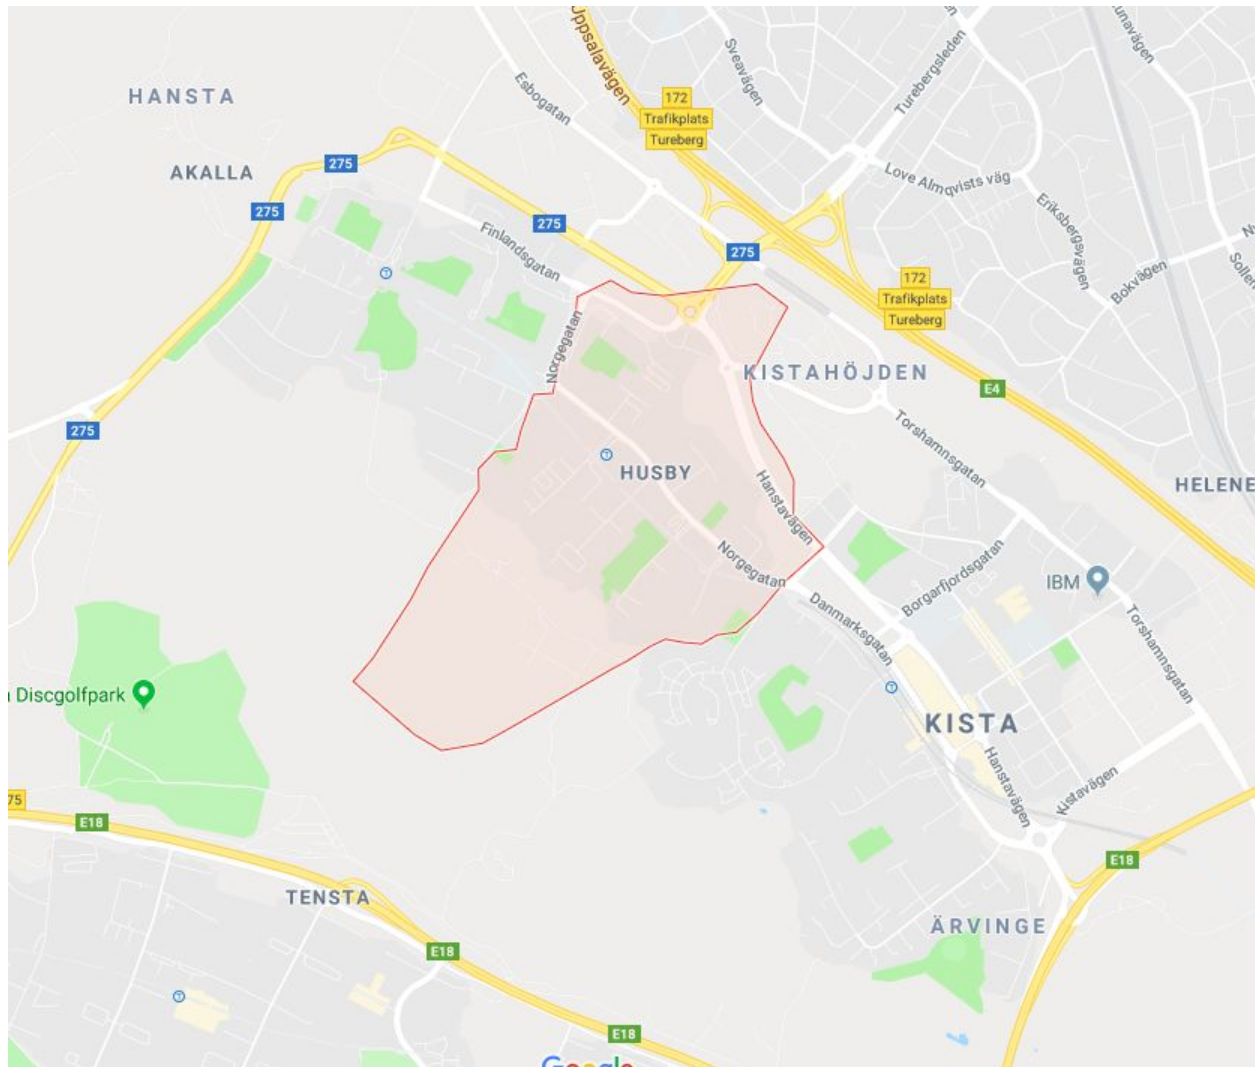 Uppsalavägen
Sveavägen
Turebergsleden
HANSTA
Esbogatan
172
Trafikplats
Tureberg
275
AKALLA
Love Almqvists väg
275
Eriksbergsvägen
275
Finlandsgatan
275
Bokvägen
172
Trafikplats
Tureberg
Norgegatan
KISTAHÖJDEN
E4
275
Torshamnsgatan
HUSBY
HELENE
Hanstavägen
Norgegatan
Borgarfjordsgatan
IBM
Danmarksgatan
Torshamnsgatan
Discgolfpark
KISTA
Hanstavägen
Kistavägen
75
E18
E18
TENSTA
ÄRVINGE
E18
E18
Google